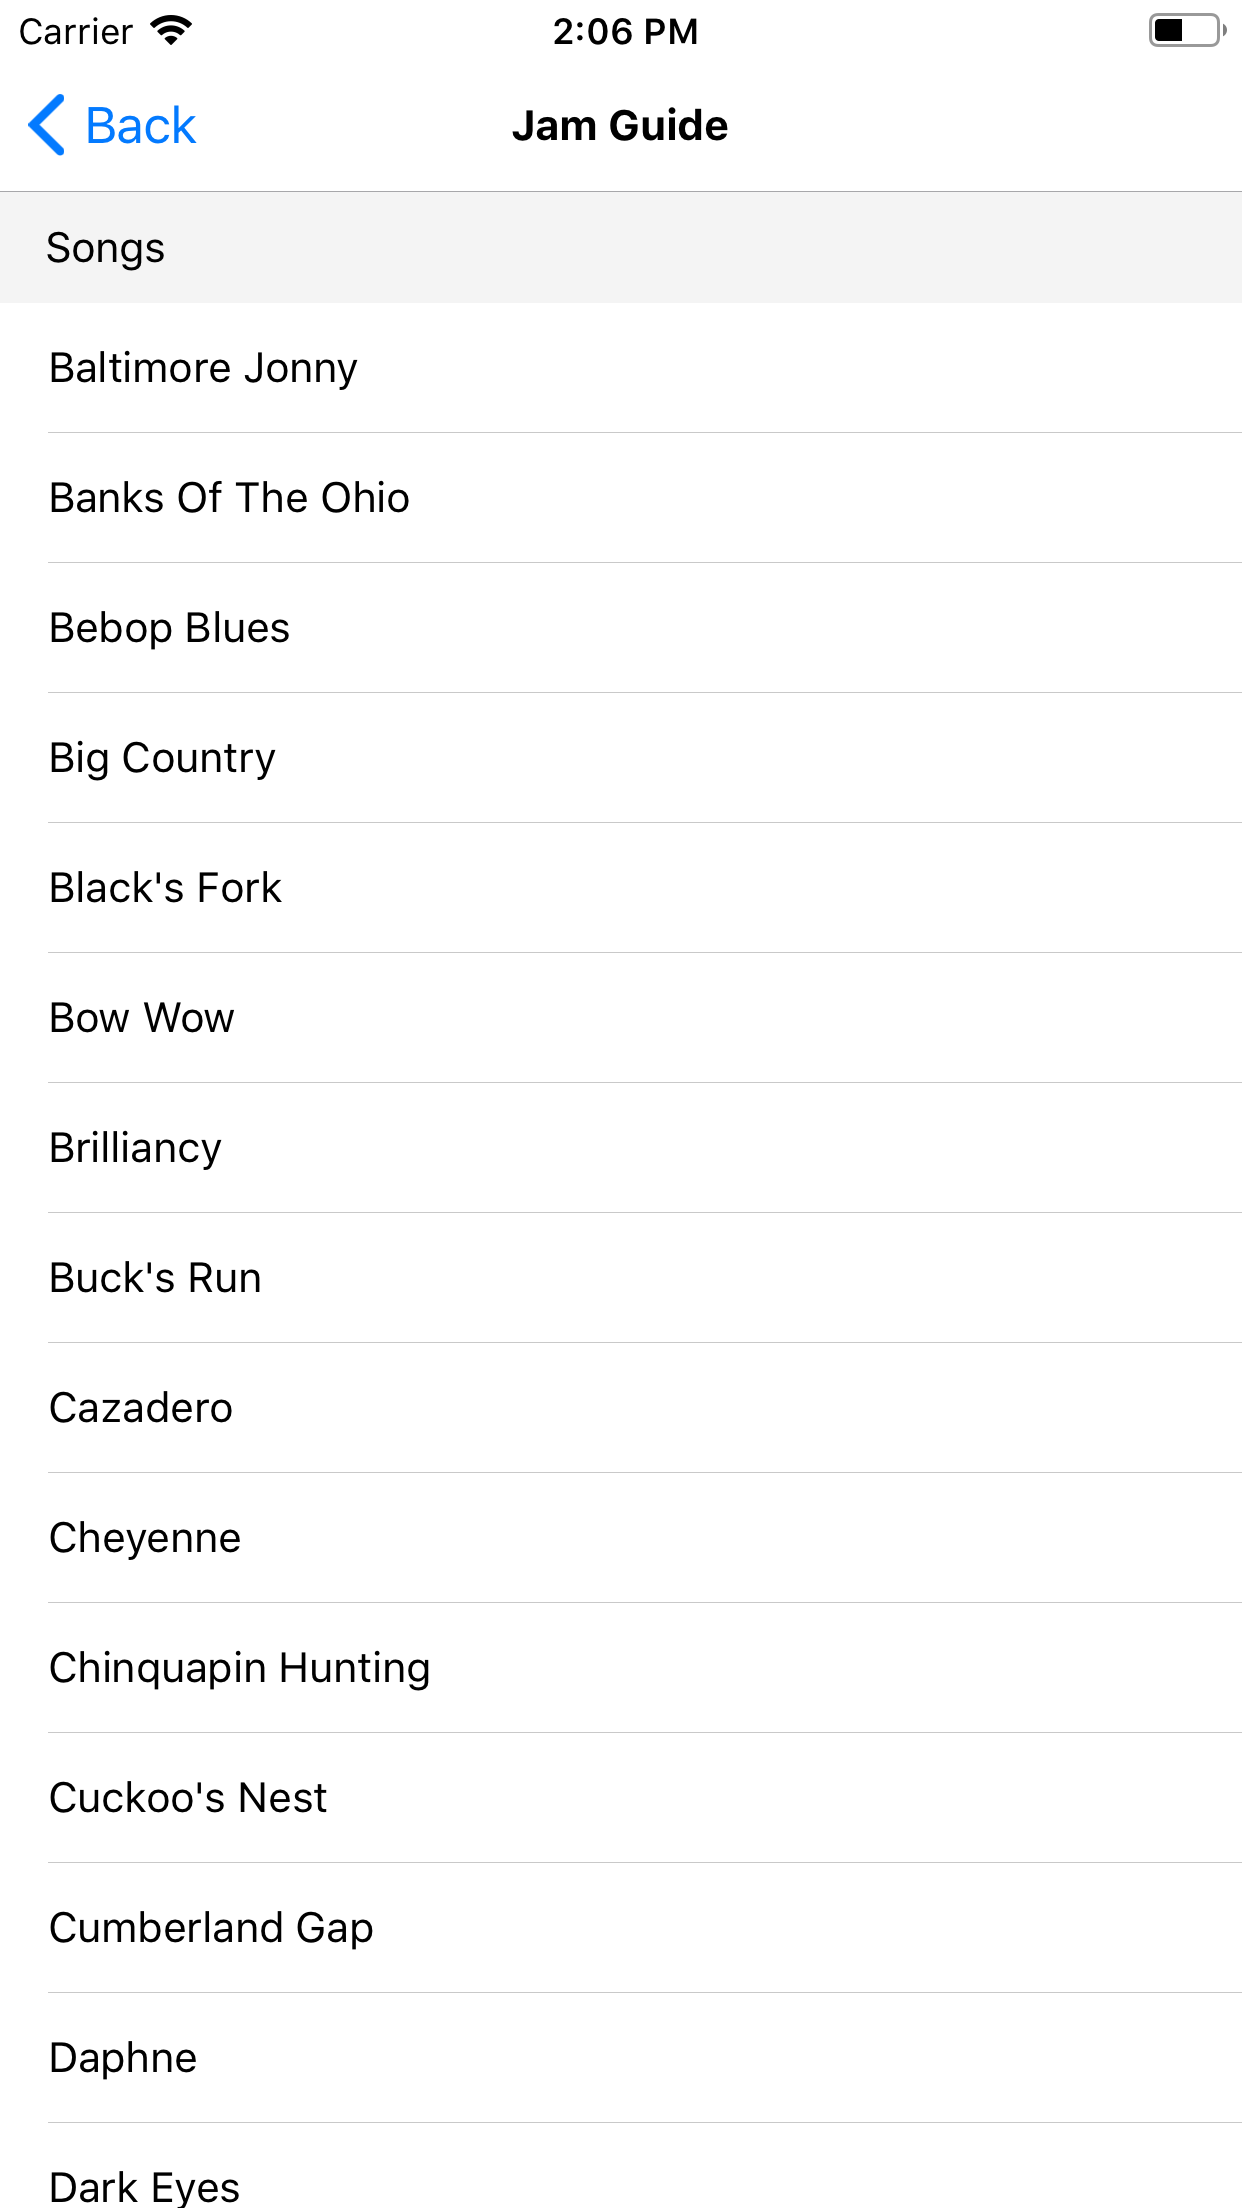 Carrier 2:06 PM
Back Jam Guide
Songs
Baltimore Jonny
Banks Of The Ohio
Bebop Blues
Big Country
Black's Fork
Bow Wow
Brilliancy
Buck's Run
Cazadero
Cheyenne
Chinquapin Hunting
Cuckoo's Nest
Cumberland Gap
Daphne
Dark Eyes